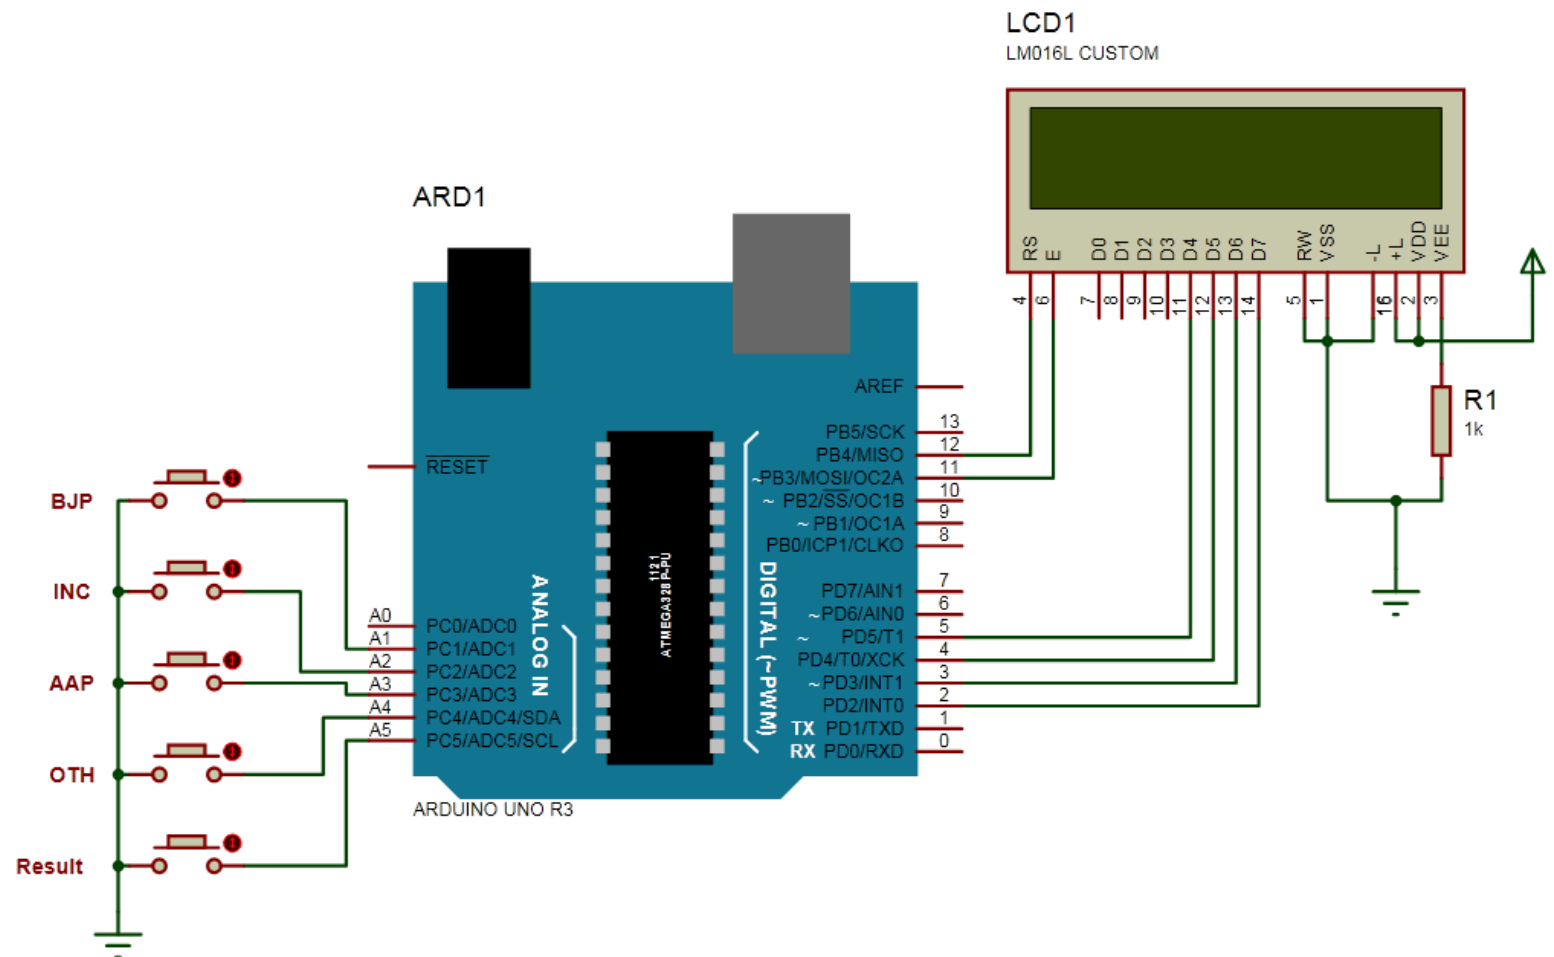 LCD1
LM016L CUSTOM
RS
E
D0
D1
D2
D3
D4
D5
D6
D7
RW
VSS
-L
+L
VDD
VEE
4
6
7
8
9
10
11
12
13
14
5
1
16
2
3
R1
1k
ARD1
AREF
RESET
PB5/SCK 13
PB4/MISO 12
~PB3/MOSI/OC2A 11
~ PB2/SS/OC1B 10
~ PB1/OC1A 9
PB0/ICP1/CLKO 8
PD7/AIN1 7
~PD6/AIN0 6
~ PD5/T1 5
PD4/T0/XCK 4
~PD3/INT1 3
PD2/INT0 2
TX PD1/TXD 1
RX PD0/RXD 0
DIGITAL (~PWM)
ANALOG IN
1121
ATMEGA328P-PU
A0 PC0/ADC0
A1 PC1/ADC1
A2 PC2/ADC2
A3 PC3/ADC3
A4 PC4/ADC4/SDA
A5 PC5/ADC5/SCL
ARDUINO UNO R3
BJP
INC
AAP
OTH
Result